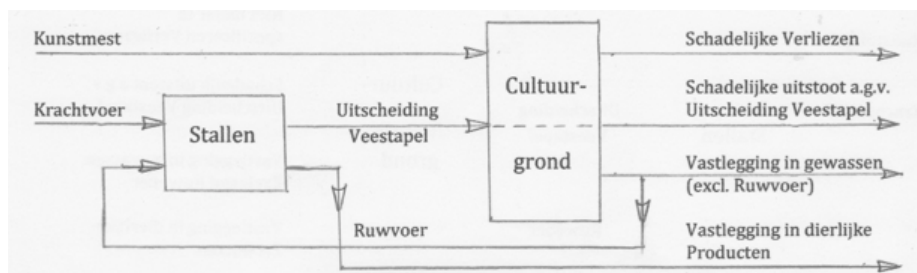 Kunstmest
Schadelijke Verliezen
Krachtvoer
Stallen
Uitscheiding
Veestapel
Cultuur-
grond
Schadelijke uitstoot a.g.v.
Uitscheiding Veestapel
Vastlegging in gewassen
(excl. Ruwvoer)
Ruwvoer
Vastlegging in dierlijke
Producten